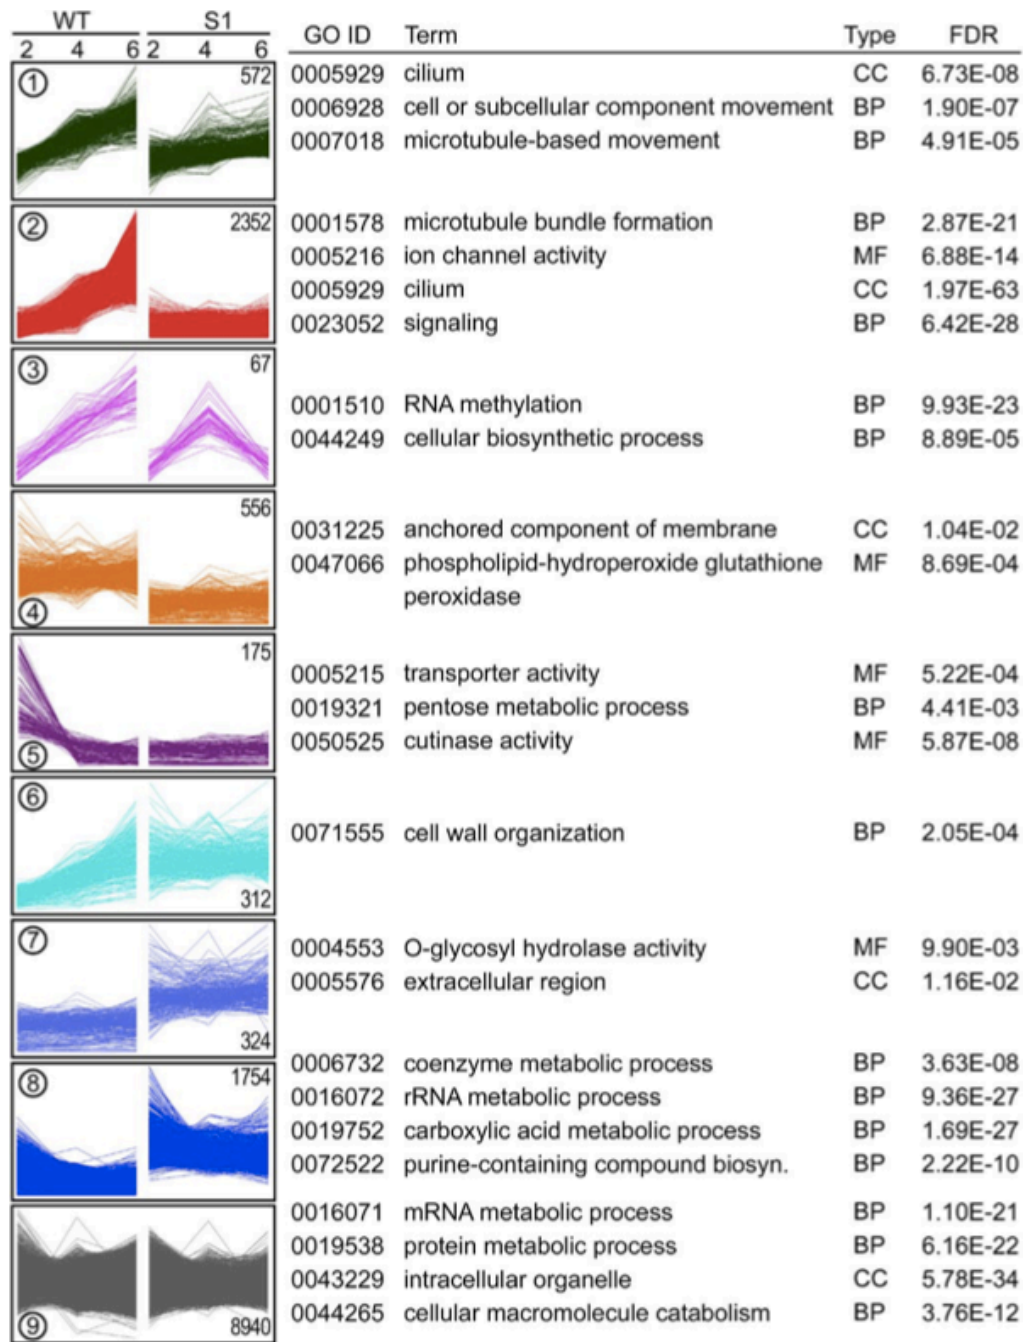 WT S1 GO ID Term Type FDR
2 4 6 2 4 6
1 572
0005929 cilium CC 6.73E-08
0006928 cell or subcellular component movement BP 1.90E-07
0007018 microtubule-based movement BP 4.91E-05
2 2352
0001578 microtubule bundle formation BP 2.87E-21
0005216 ion channel activity MF 6.88E-14
0005929 cilium CC 1.97E-63
0023052 signaling BP 6.42E-28
3 67
0001510 RNA methylation BP 9.93E-23
0044249 cellular biosynthetic process BP 8.89E-05
556
0031225 anchored component of membrane CC 1.04E-02
0047066 phospholipid-hydroperoxide glutathione MF 8.69E-04
peroxidase
4
175
0005215 transporter activity MF 5.22E-04
0019321 pentose metabolic process BP 4.41E-03
0050525 cutinase activity MF 5.87E-08
5
6
0071555 cell wall organization BP 2.05E-04
312
7
0004553 O-glycosyl hydrolase activity MF 9.90E-03
0005576 extracellular region CC 1.16E-02
324
0006732 coenzyme metabolic process BP 3.63E-08
8 1754
0016072 rRNA metabolic process BP 9.36E-27
0019752 carboxylic acid metabolic process BP 1.69E-27
0072522 purine-containing compound biosyn. BP 2.22E-10
0016071 mRNA metabolic process BP 1.10E-21
0019538 protein metabolic process BP 6.16E-22
0043229 intracellular organelle CC 5.78E-34
0044265 cellular macromolecule catabolism BP 3.76E-12
9 8940